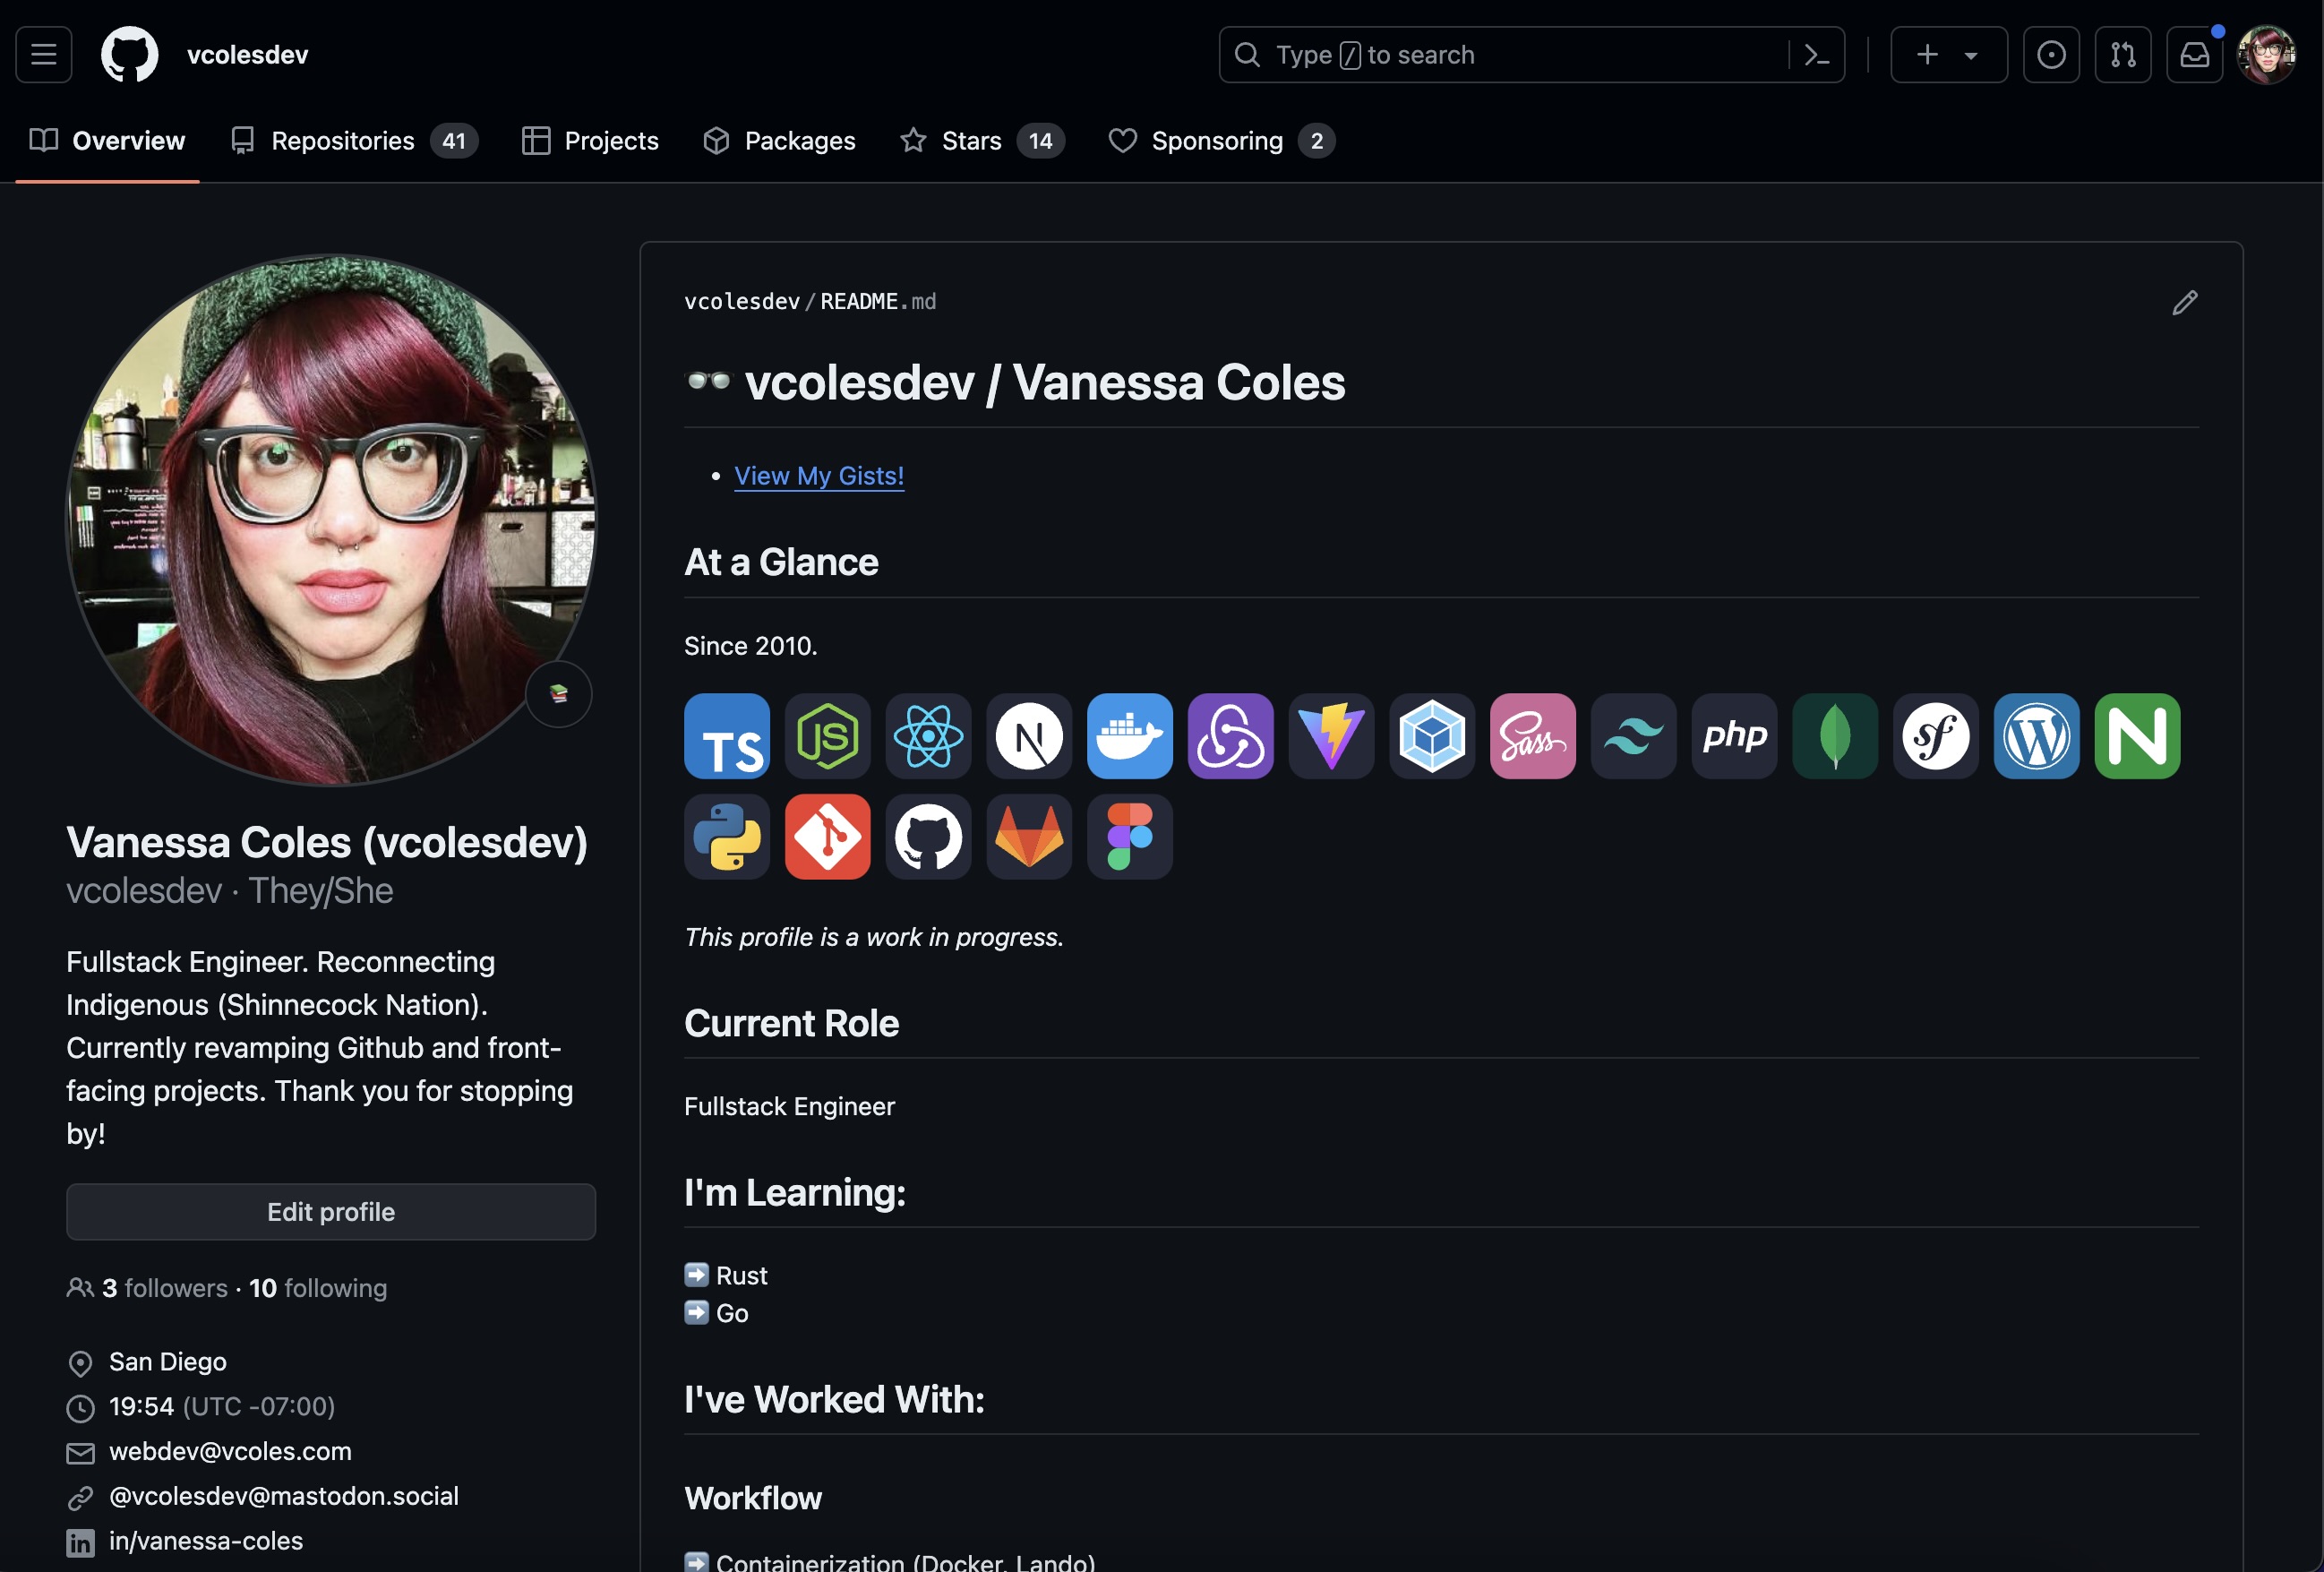 vcolesdev
Type / to search
Overview
Repositories 41
Projects
Packages
Stars 14
Sponsoring 2
Vanessa Coles (vcolesdev)
vcolesdev · They/She
Fullstack Engineer. Reconnecting
Indigenous (Shinnecock Nation).
Currently revamping Github and front-
facing projects. Thank you for stopping
by!
Edit profile
3 followers · 10 following
San Diego
19:54 (UTC -07:00)
webdev@vcoles.com
@vcolesdev@mastodon.social
in in/vanessa-coles
vcolesdev/README.md
vcolesdev / Vanessa Coles
• View My Gists!
At a Glance
Since 2010.
TS JS N Sass php sf W N
This profile is a work in progress.
Current Role
Fullstack Engineer
I'm Learning:
Rust
Go
I've Worked With:
Workflow
Containerization (Docker, Lando)